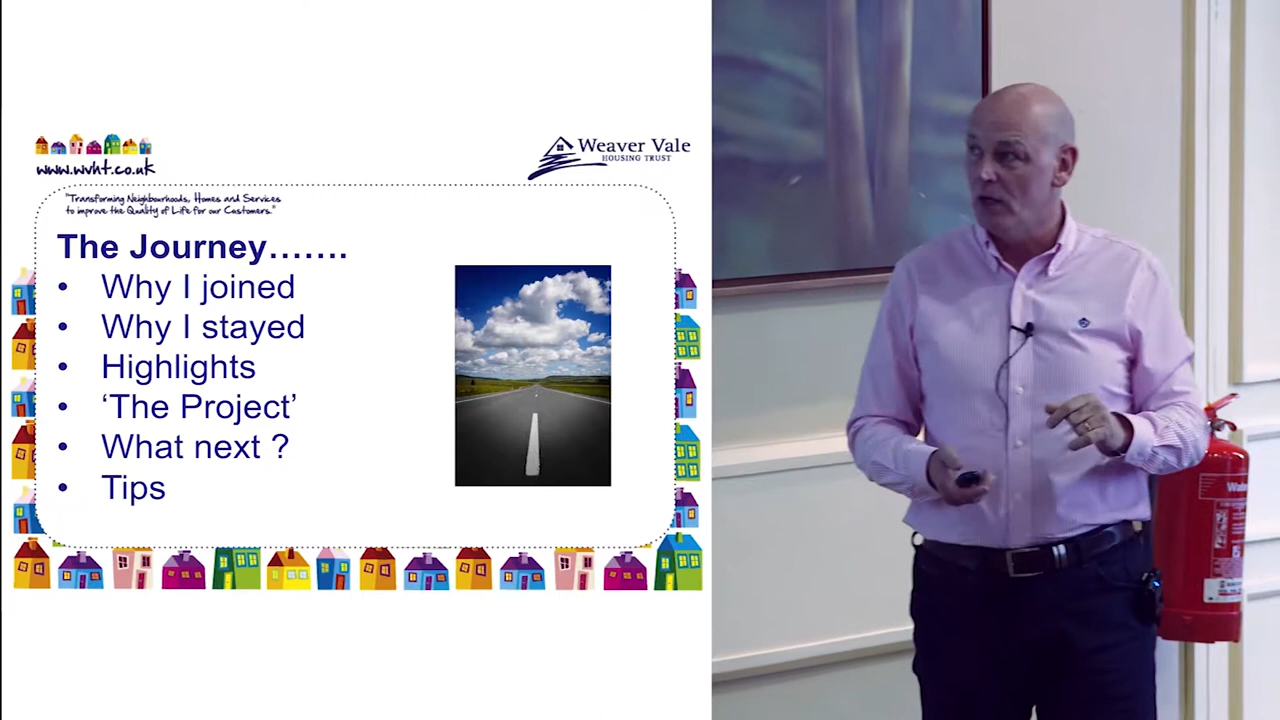 www.wvht.co.uk
Weaver Vale
HOUSING TRUST
"Transforming Neighbourhoods, Homes and Services
to improve the Quality of Life for our Customers."
The Journey.......
• Why I joined
• Why I stayed
• Highlights
• ‘The Project’
• What next ?
• Tips